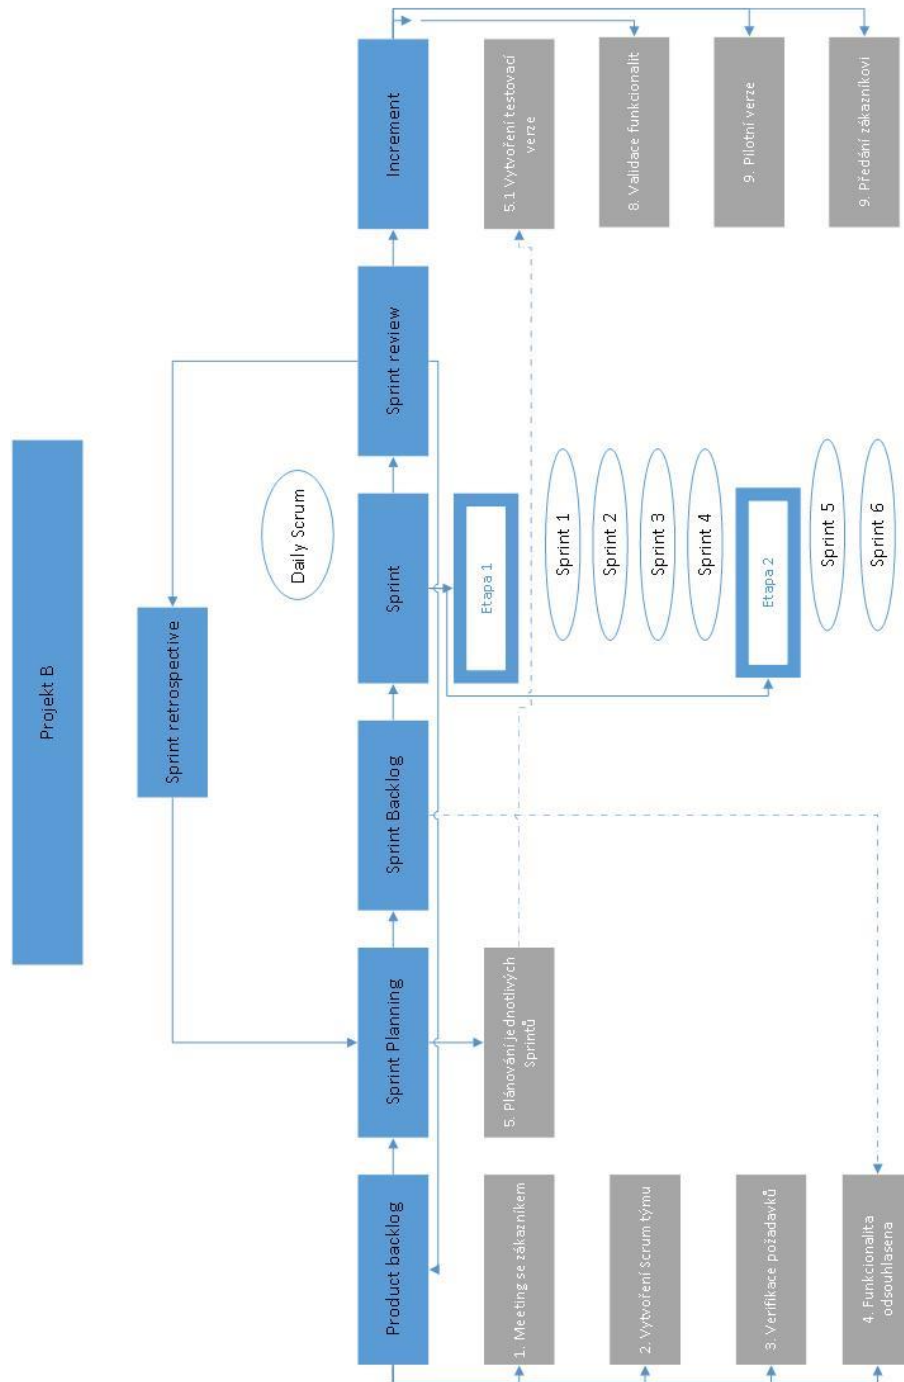 Projekt B
Sprint retrospective
Daily Scrum
Product backlog
Sprint Planning
Sprint Backlog
Sprint
Sprint review
Increment
1. Meeting se zákazníkem
5. Plánování jednotlivých
Sprintů
Etapa 1
5.1 Vytvoření testovací
verze
Sprint 1
2. Vytvoření Scrum týmu
Sprint 2
8. Validace funkcionalit
Sprint 3
Sprint 4
3. Verifikace požadavků
Etapa 2
9. Pilotní verze
Sprint 5
4. Funkcionalita
odsouhlasena
Sprint 6
9. Předání zákazníkovi